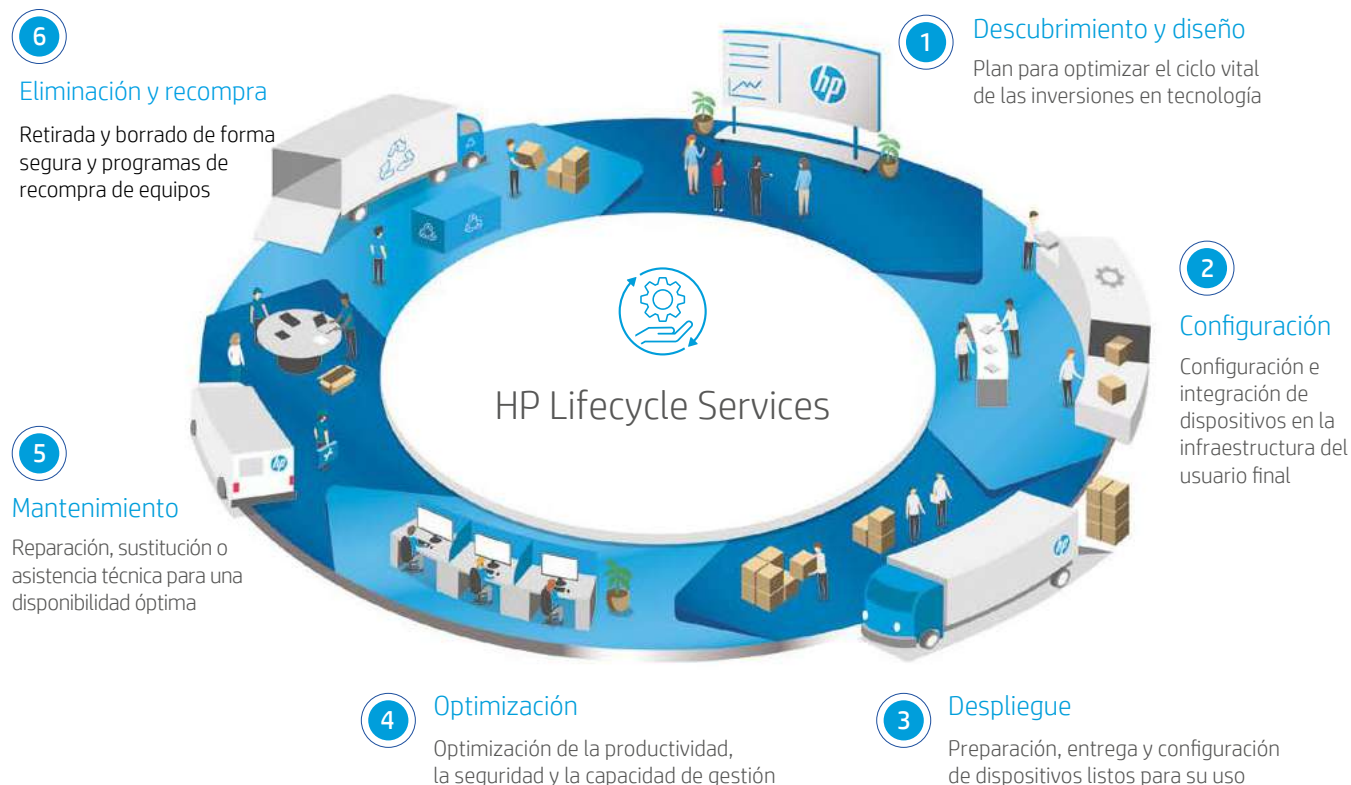 6
Eliminación y recompra
Retirada y borrado de forma
segura y programas de
recompra de equipos
hp
1
Descubrimiento y diseño
Plan para optimizar el ciclo vital
de las inversiones en tecnología
2
Configuración
Configuración e
integración de
dispositivos en la
infraestructura del
usuario final
HP Lifecycle Services
5
Mantenimiento
Reparación, sustitución o
asistencia técnica para una
disponibilidad óptima
hp
hp
4
Optimización
Optimización de la productividad,
la seguridad y la capacidad de gestión
3
Despliegue
Preparación, entrega y configuración
de dispositivos listos para su uso